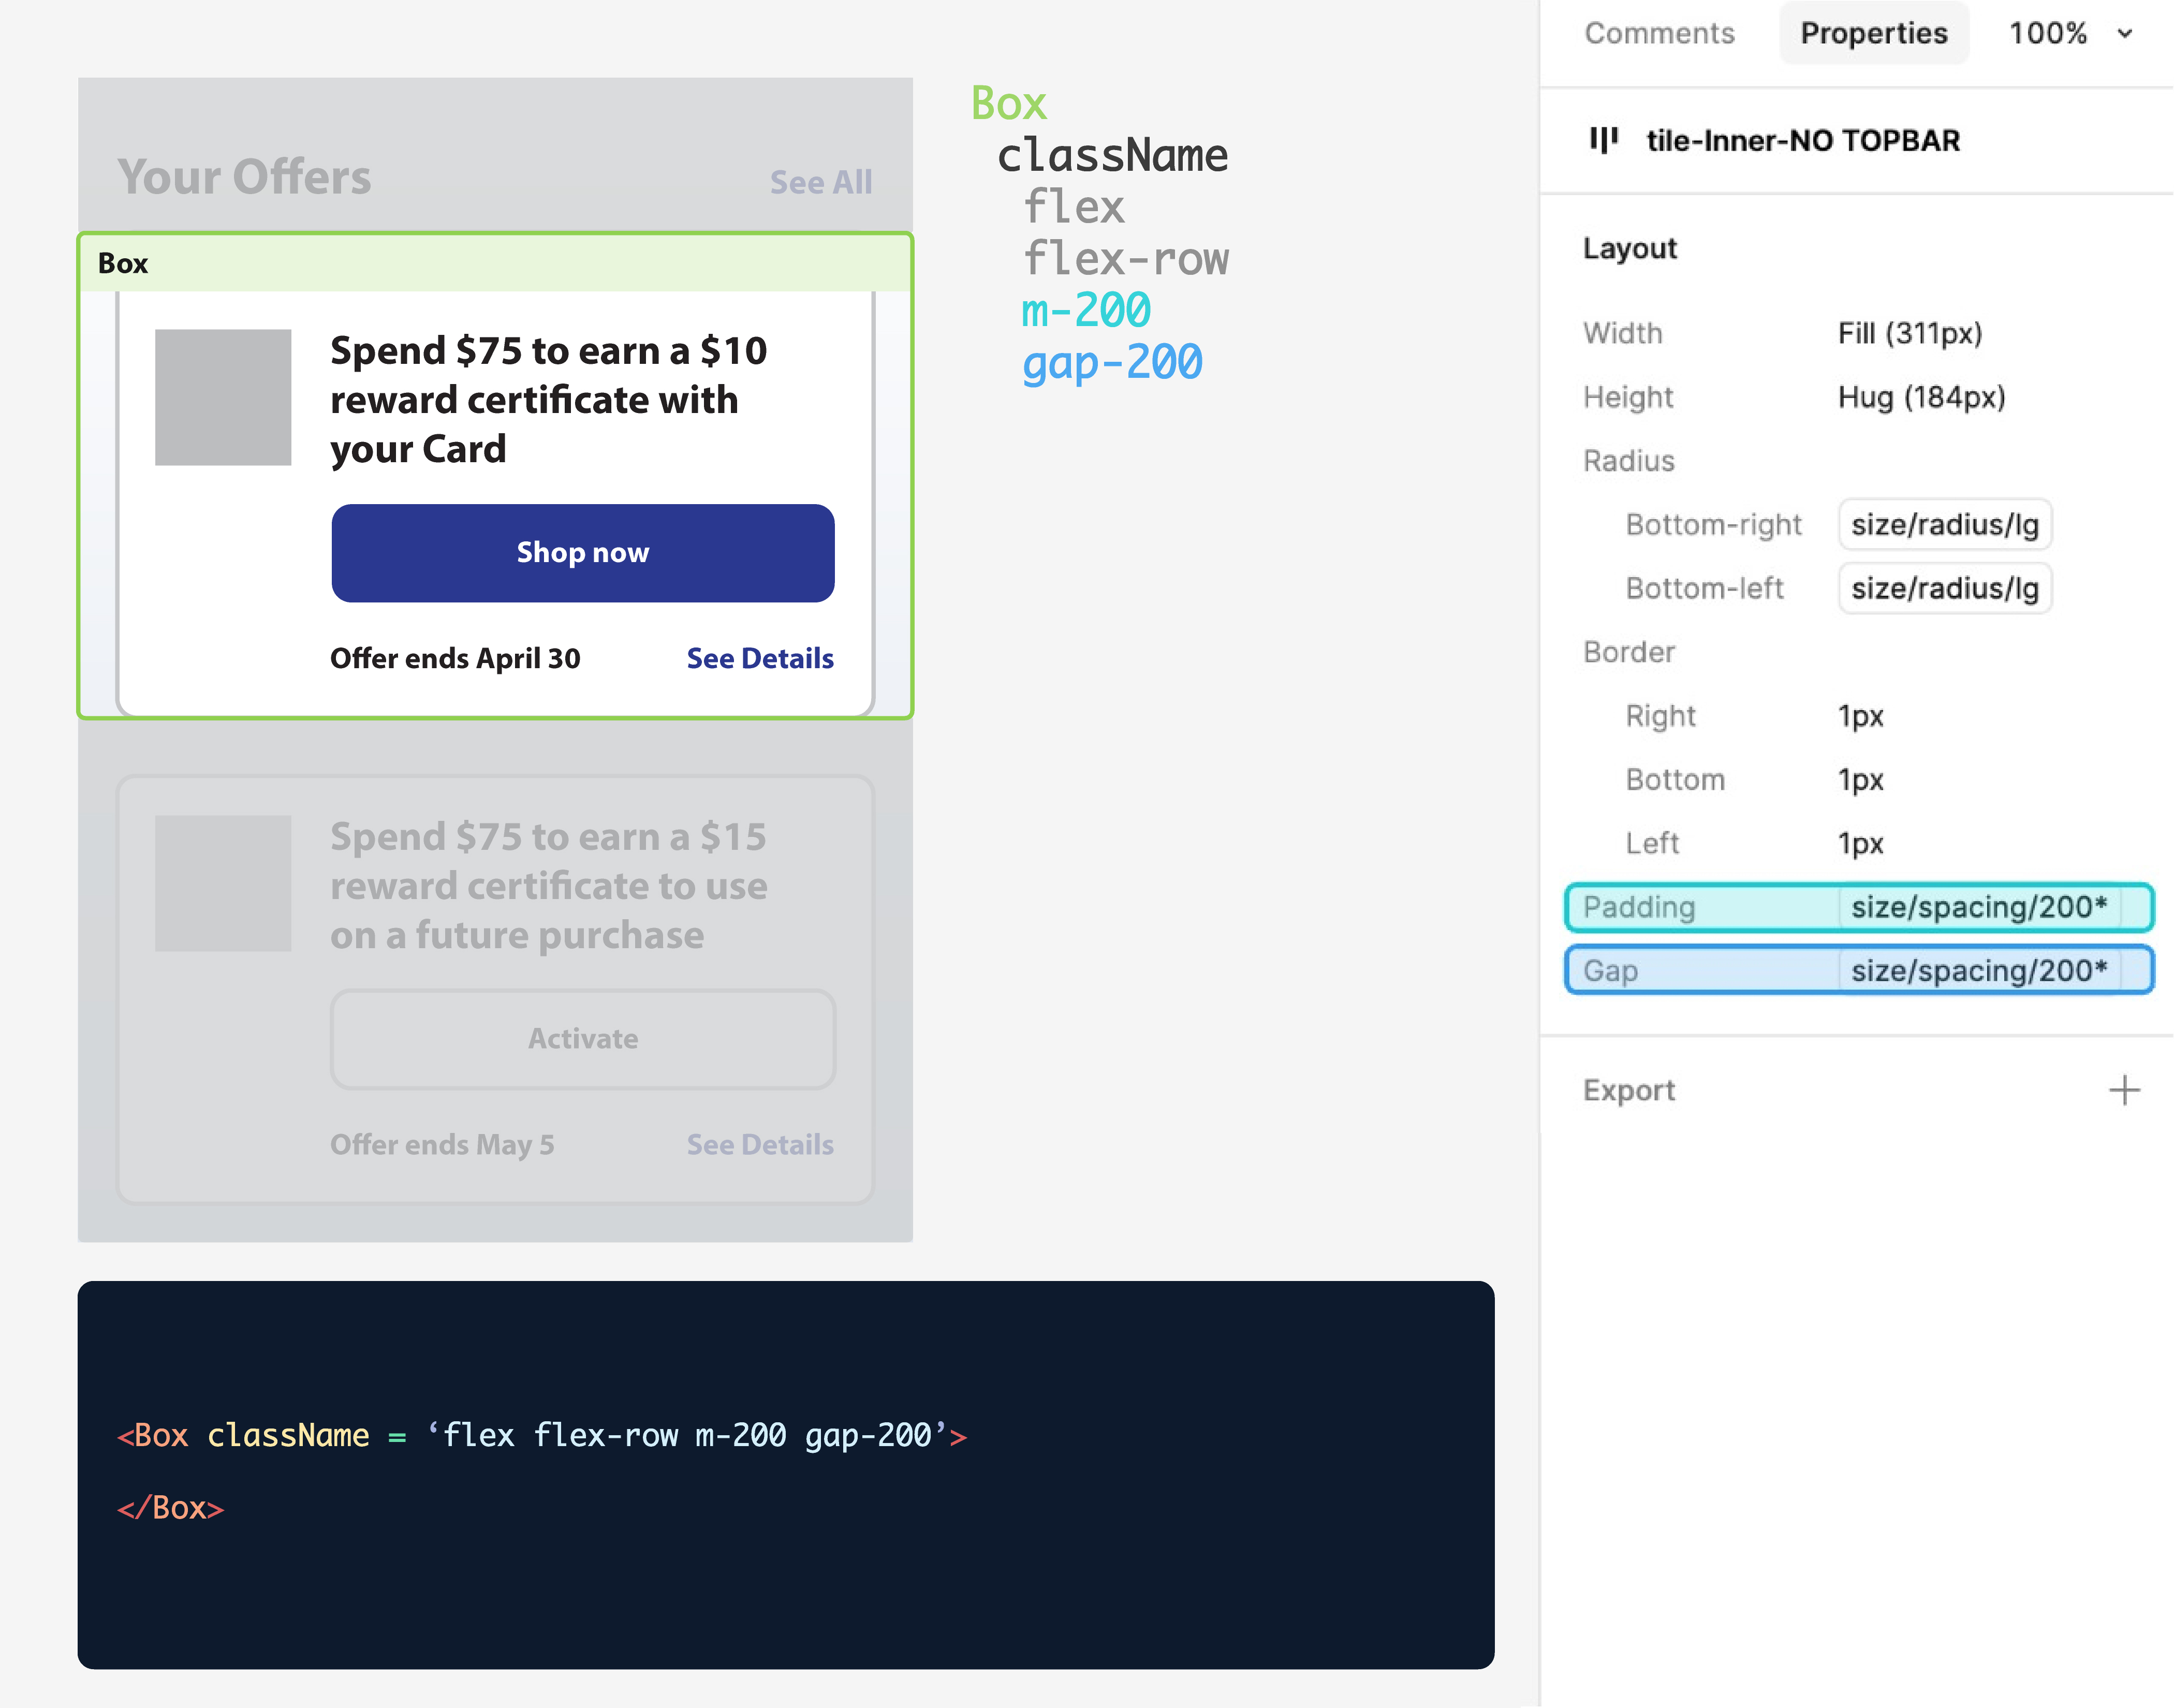 Your Offers
See All
Box
Spend $75 to earn a $10
reward certificate with
your Card
Shop now
Offer ends April 30
See Details
Spend $75 to earn a $15
reward certificate to use
on a future purchase
Activate
Offer ends May 5
See Details
Box
className
flex
flex-row
m-200
gap-200
<Box className = ‘flex flex-row m-200 gap-200’>
</Box>
Comments
Properties
100%
tile-Inner-NO TOPBAR
Layout
Width Fill (311px)
Height Hug (184px)
Radius
Bottom-right size/radius/lg
Bottom-left size/radius/lg
Border
Right 1px
Bottom 1px
Left 1px
Padding size/spacing/200*
Gap size/spacing/200*
Export